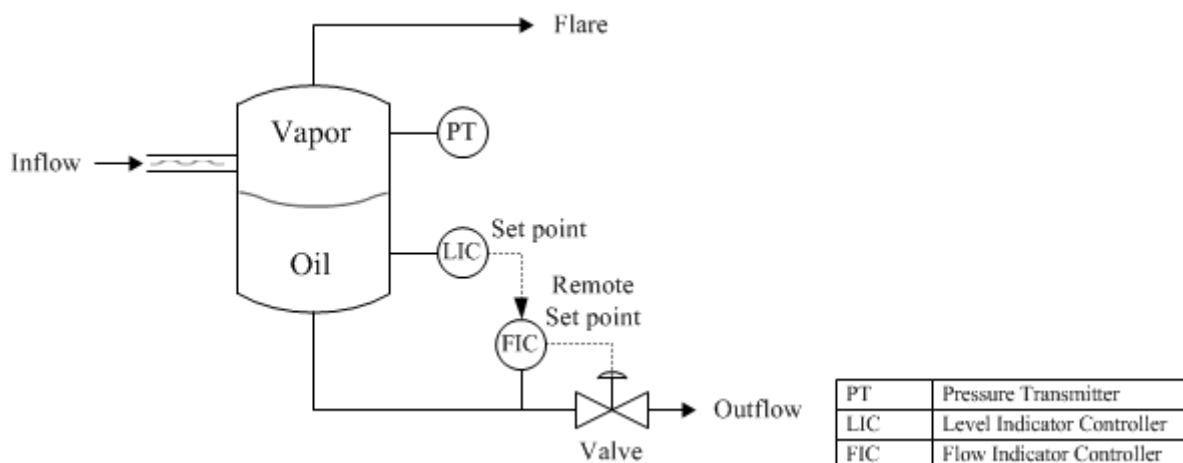 Flare
Vapor
PT
Inflow
Set point
LIC
Oil
Remote
Set point
FIC
Outflow
Valve
PT Pressure Transmitter
LIC Level Indicator Controller
FIC Flow Indicator Controller